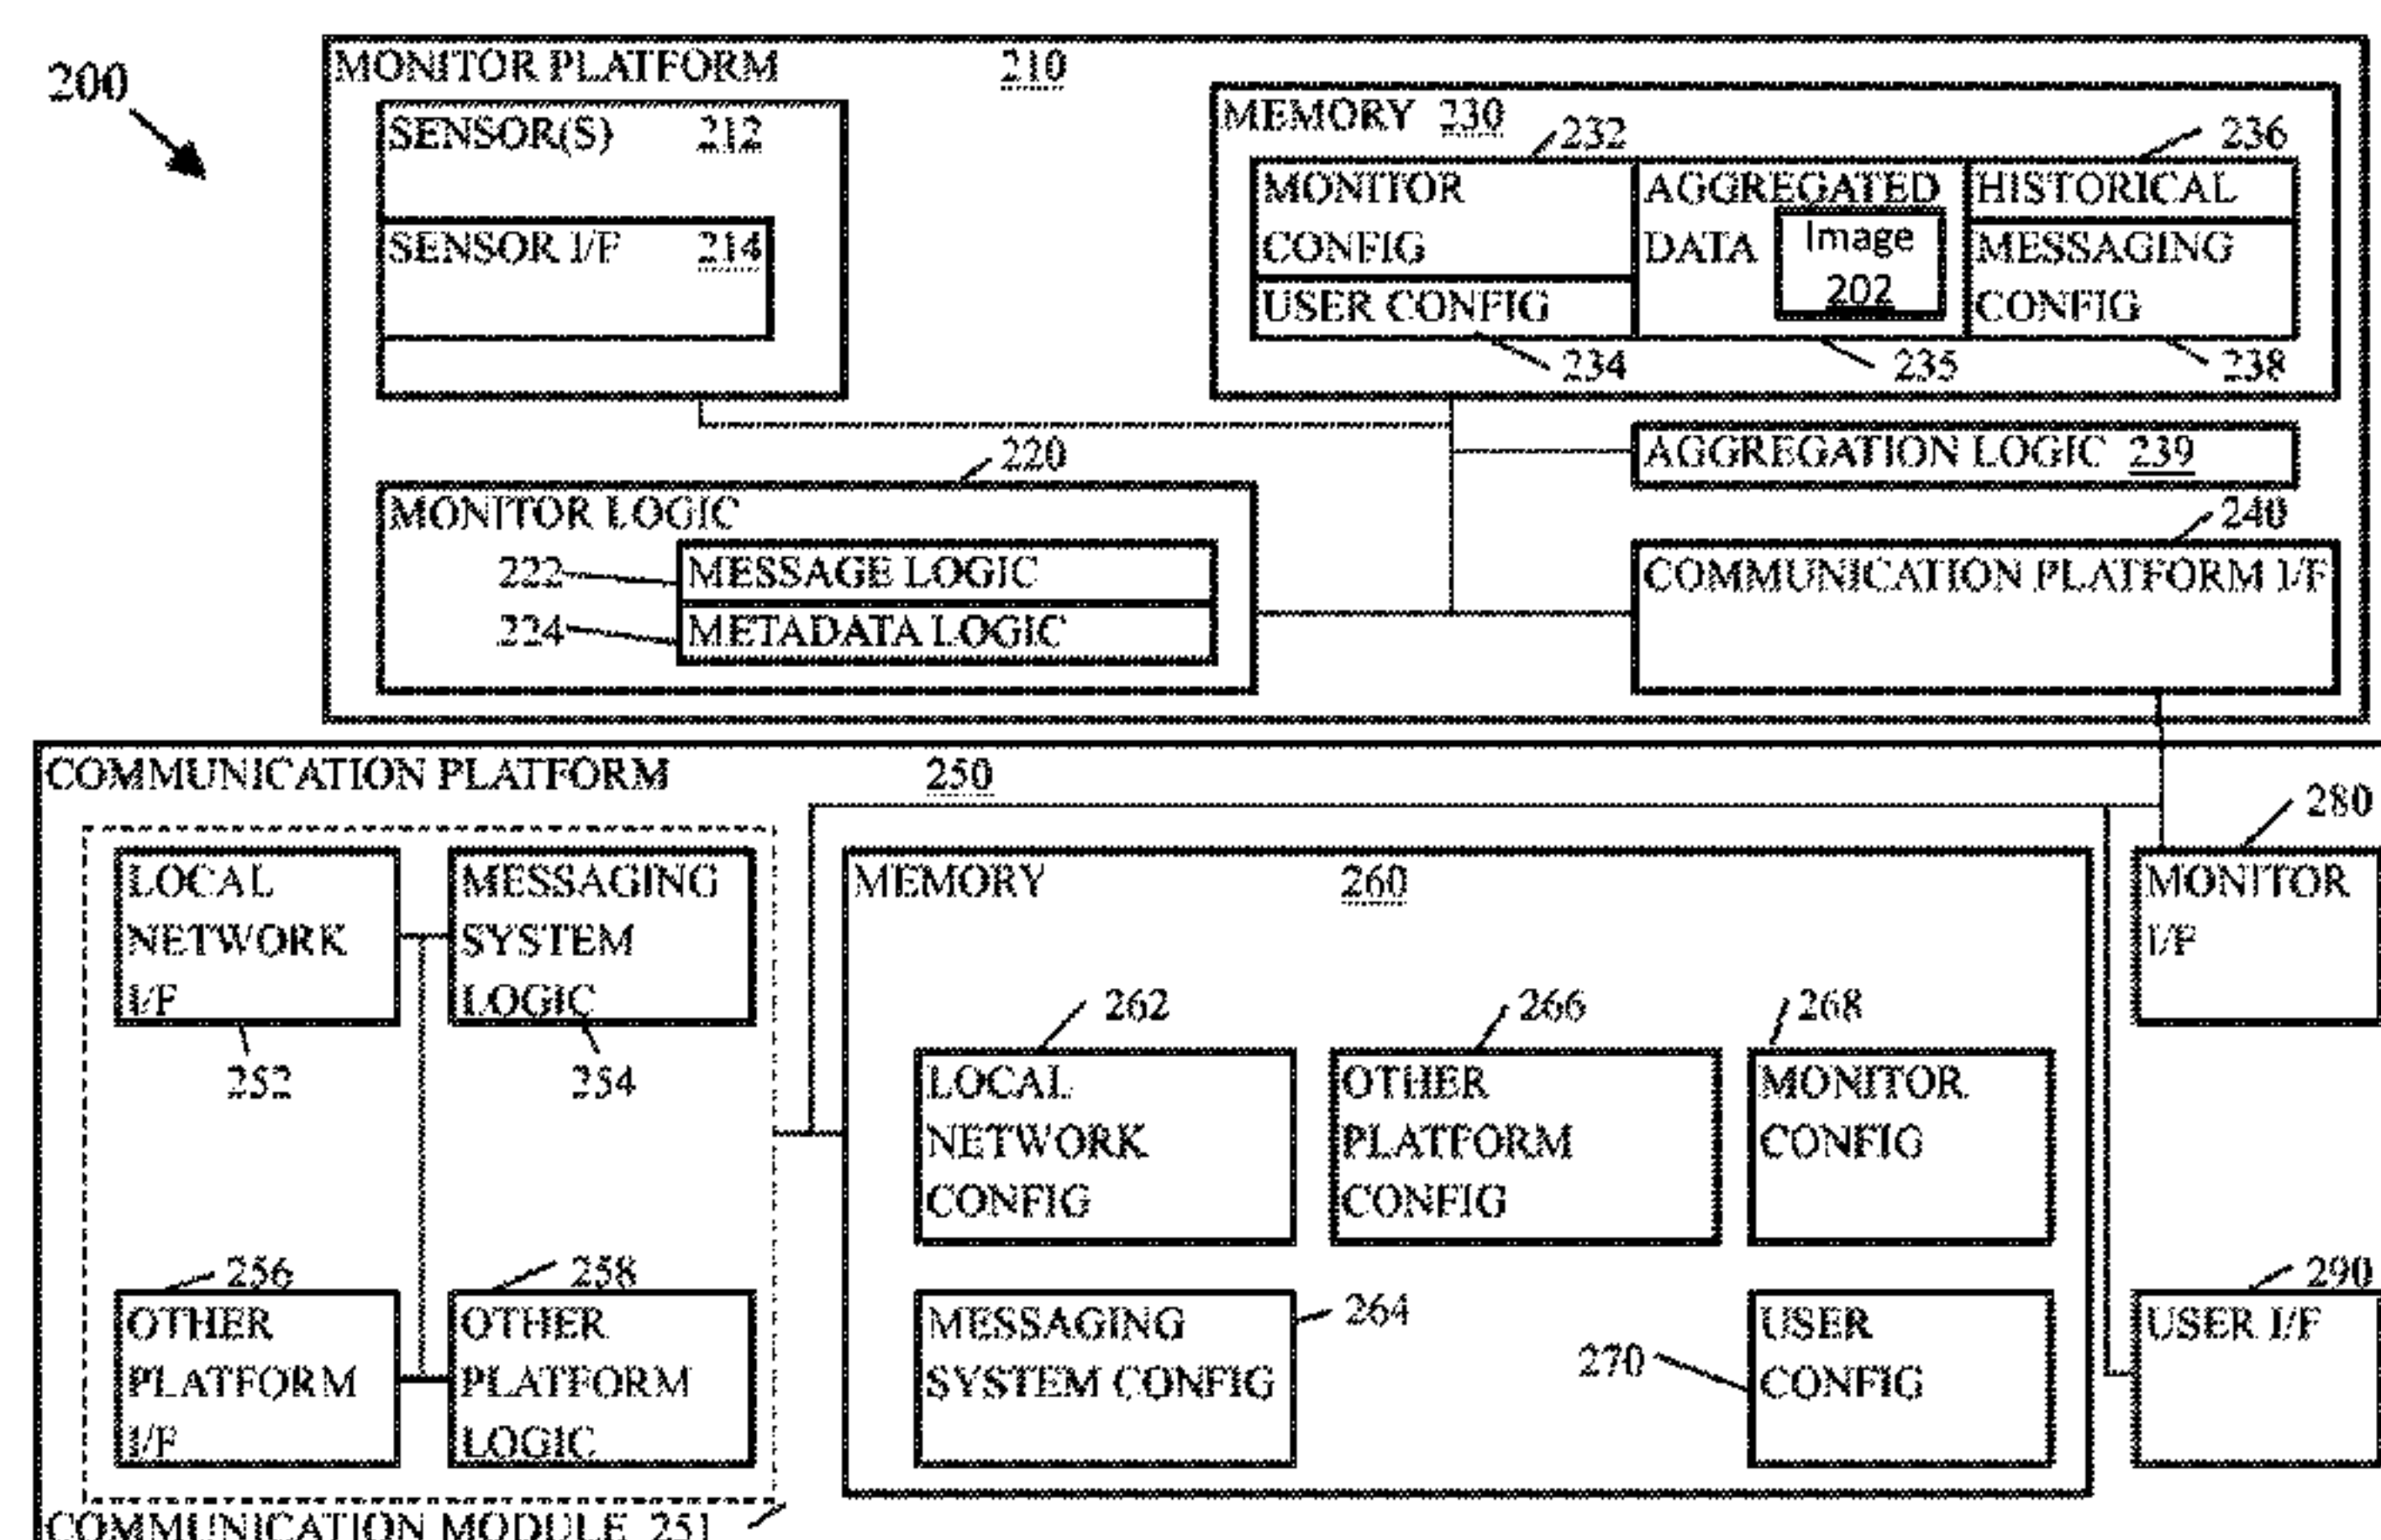 200
MONITOR PLATFORM 210
SENSOR(S) 212
SENSOR I/F 214
MEMORY 230
232
236
MONITOR
CONFIG
USER CONFIG
AGGREGATED
DATA
Image
202
HISTORICAL
MESSAGING
CONFIG
234
235
238
AGGREGATION LOGIC 239
220
MONITOR LOGIC
222
MESSAGE LOGIC
224
METADATA LOGIC
240
COMMUNICATION PLATFORM I/F
COMMUNICATION PLATFORM 250
LOCAL
NETWORK
I/F
252
MESSAGING
SYSTEM
LOGIC
254
256
OTHER
PLATFORM
I/F
258
OTHER
PLATFORM
LOGIC
COMMUNICATION MODULE 251
MEMORY 260
262
LOCAL
NETWORK
CONFIG
266
OTHER
PLATFORM
CONFIG
268
MONITOR
CONFIG
MESSAGING
SYSTEM CONFIG
264
270
USER
CONFIG
280
MONITOR
I/F
290
USER I/F